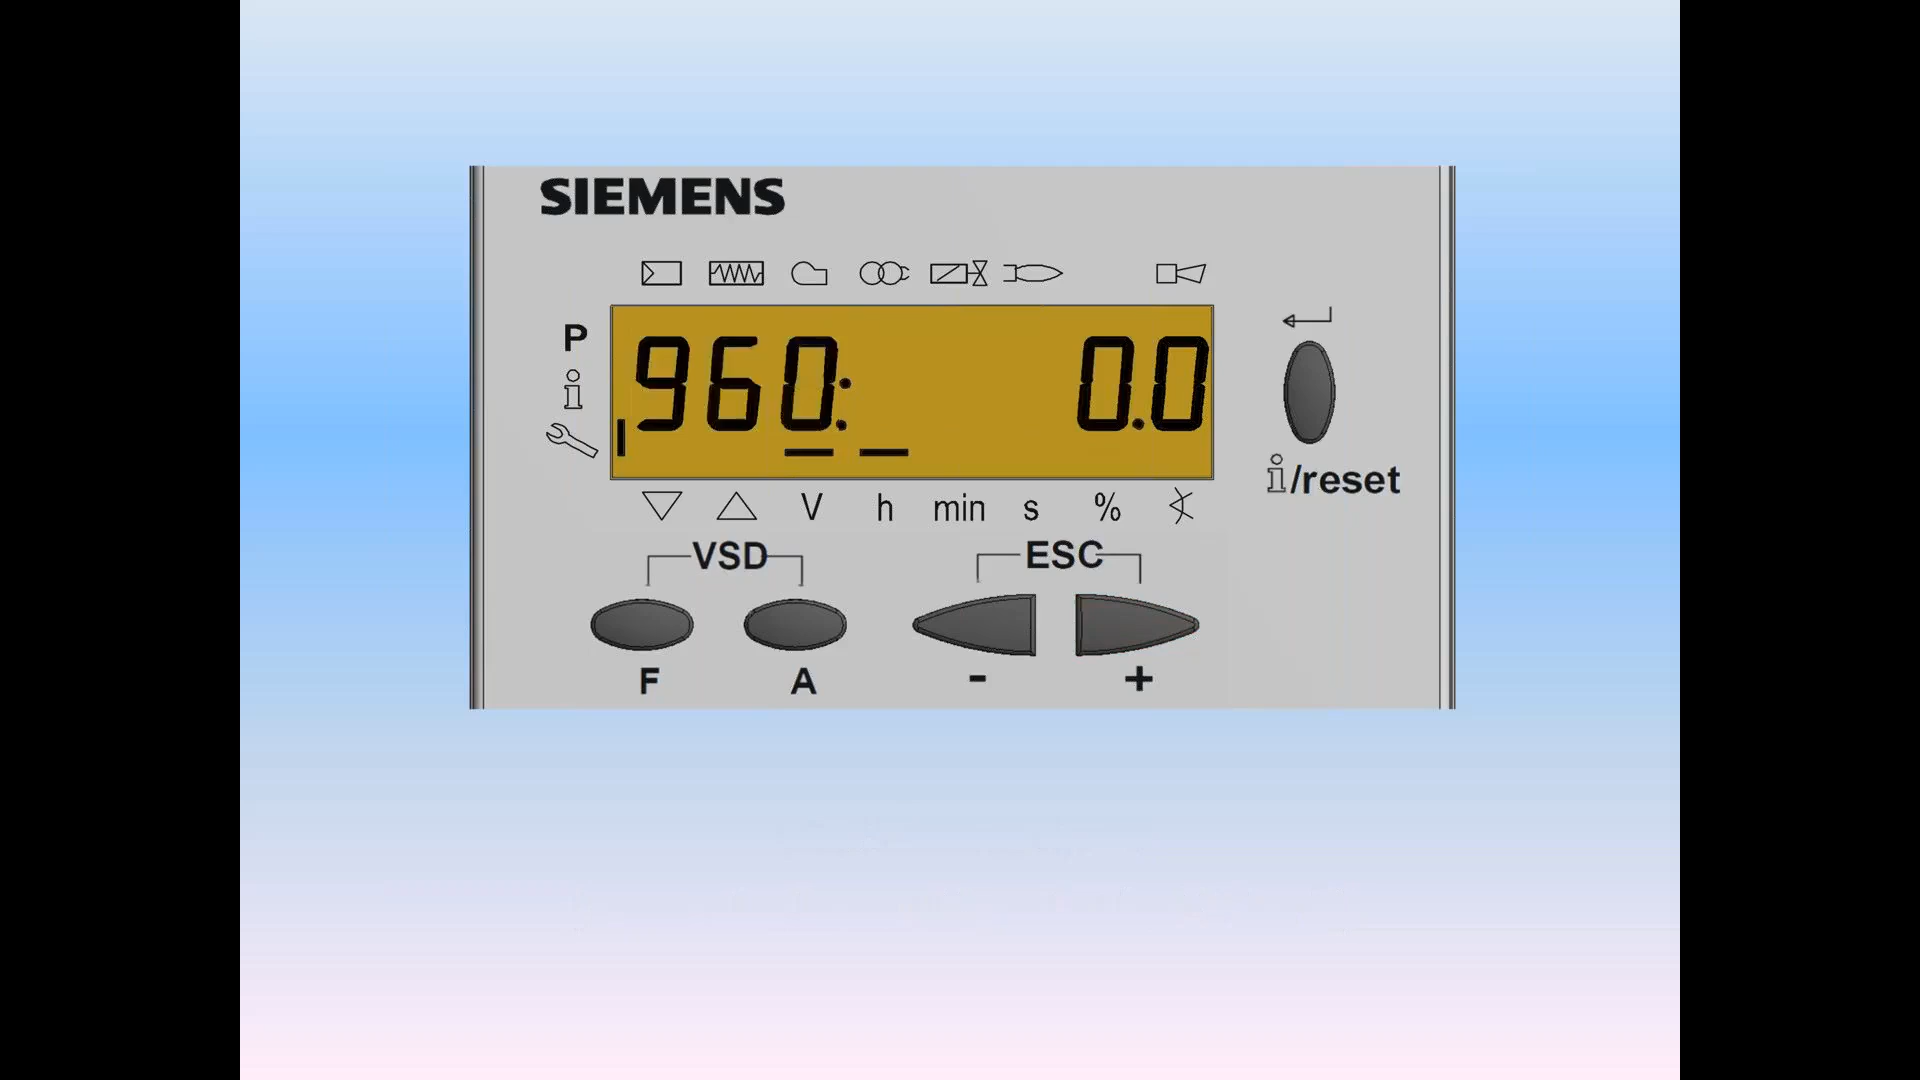 SIEMENS
P
i
960: 0.0
V h min s %
i/reset
VSD ESC
F A - +